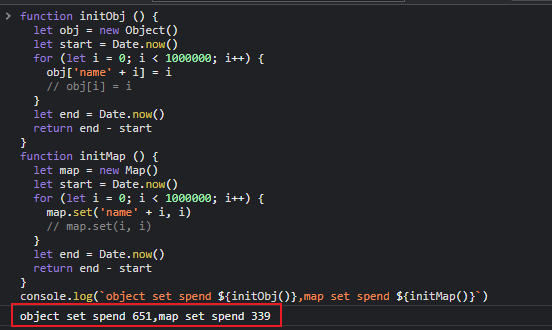 function initObj () {
let obj = new Object()
let start = Date.now()
for (let i = 0; i < 1000000; i++) {
obj['name' + i] = i
// obj[i] = i
}
let end = Date.now()
return end - start
}
function initMap () {
let map = new Map()
let start = Date.now()
for (let i = 0; i < 1000000; i++) {
map.set('name' + i, i)
// map.set(i, i)
}
let end = Date.now()
return end - start
}
console.log(`object set spend ${initObj()},map set spend ${initMap()}`)
object set spend 651,map set spend 339